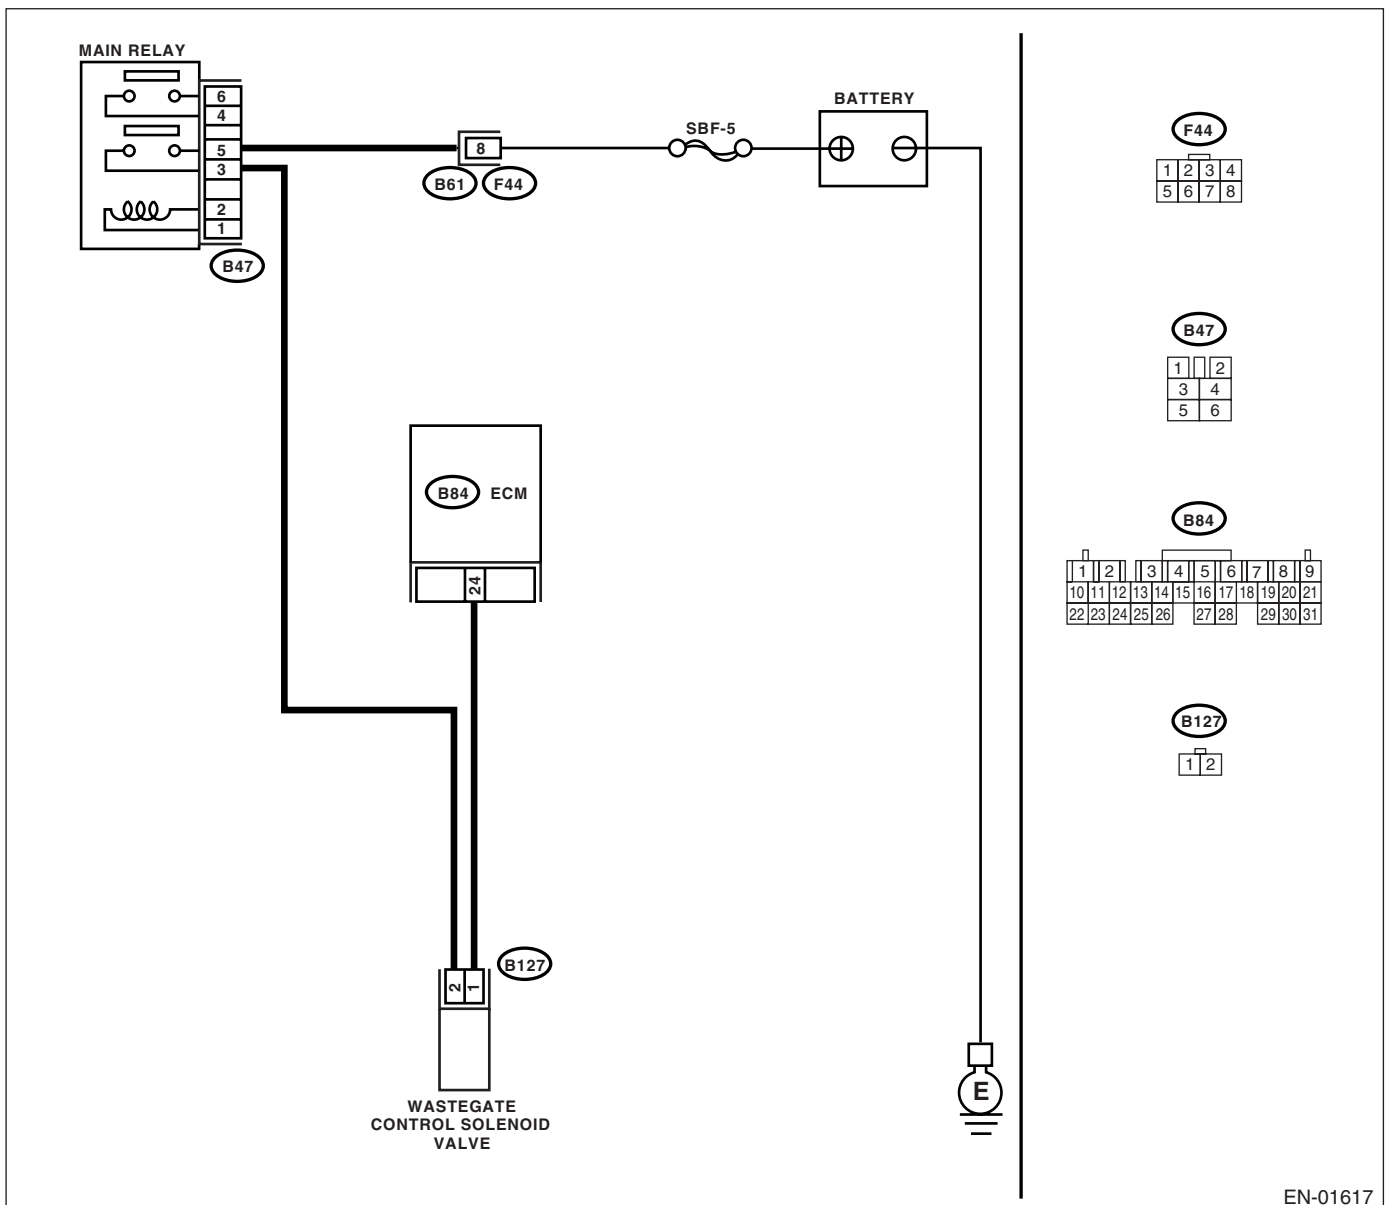 MAIN RELAY
6
4
5
3
2
1
B47
8
B61
F44
SBF-5
BATTERY
B84
ECM
24
B127
2
1
WASTEGATE
CONTROL SOLENOID
VALVE
E
F44
1 2 3 4
5 6 7 8
B47
1 2
3 4
5 6
B84
1 2 3 4 5 6 7 8 9
10 11 12 13 14 15 16 17 18 19 20 21
22 23 24 25 26 27 28 29 30 31
B127
1 2
EN-01617